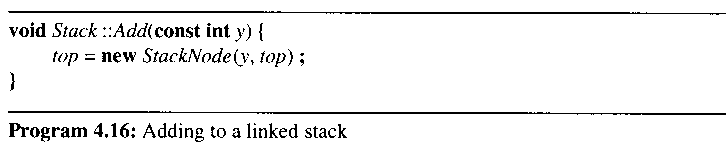 void Stack ::Add(const int y) {
top = new StackNode(y, top) ;
}
Program 4.16: Adding to a linked stack